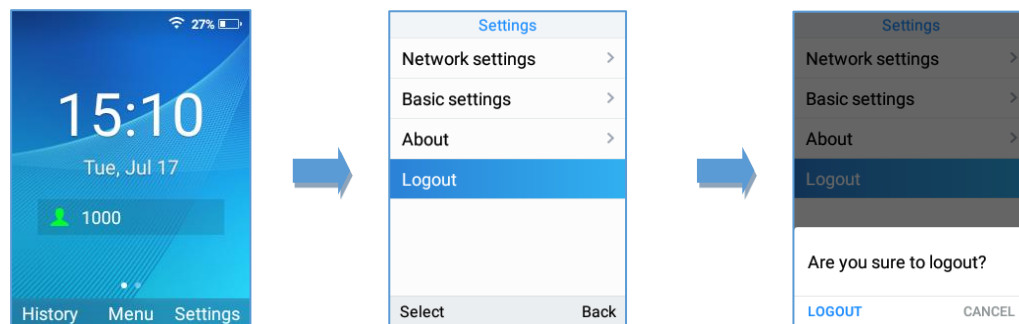 27%
15:10
Tue, Jul 17
1000
History Menu Settings
Settings
Network settings
Basic settings
About
Logout
Select Back
Settings
Network settings
Basic settings
About
Logout
Are you sure to logout?
LOGOUT CANCEL